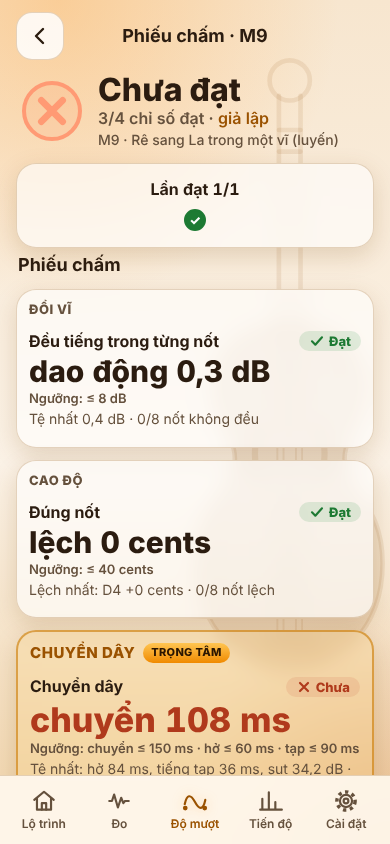 Phiếu chấm · M9
Chưa đạt
3/4 chỉ số đạt · giả lập
M9 · Rê sang La trong một vĩ (luyến)
Lần đạt 1/1
Phiếu chấm
ĐỔI VĨ
Đều tiếng trong từng nốt
Đạt
dao động 0,3 dB
Ngưỡng: ≤ 8 dB
Tệ nhất 0,4 dB · 0/8 nốt không đều
CAO ĐỘ
Đúng nốt
Đạt
lệch 0 cents
Ngưỡng: ≤ 40 cents
Lệch nhất: D4 +0 cents · 0/8 nốt lệch
CHUYỂN DÂY TRỌNG TÂM
Chuyển dây
Chưa
chuyển 108 ms
Ngưỡng: chuyển ≤ 150 ms · hở ≤ 60 ms · tạp ≤ 90 ms
Tệ nhất: hở 84 ms, tiếng tạp 36 ms, sụt 34,2 dB ·
Lộ trình
Đo
Độ mượt
Tiến độ
Cài đặt